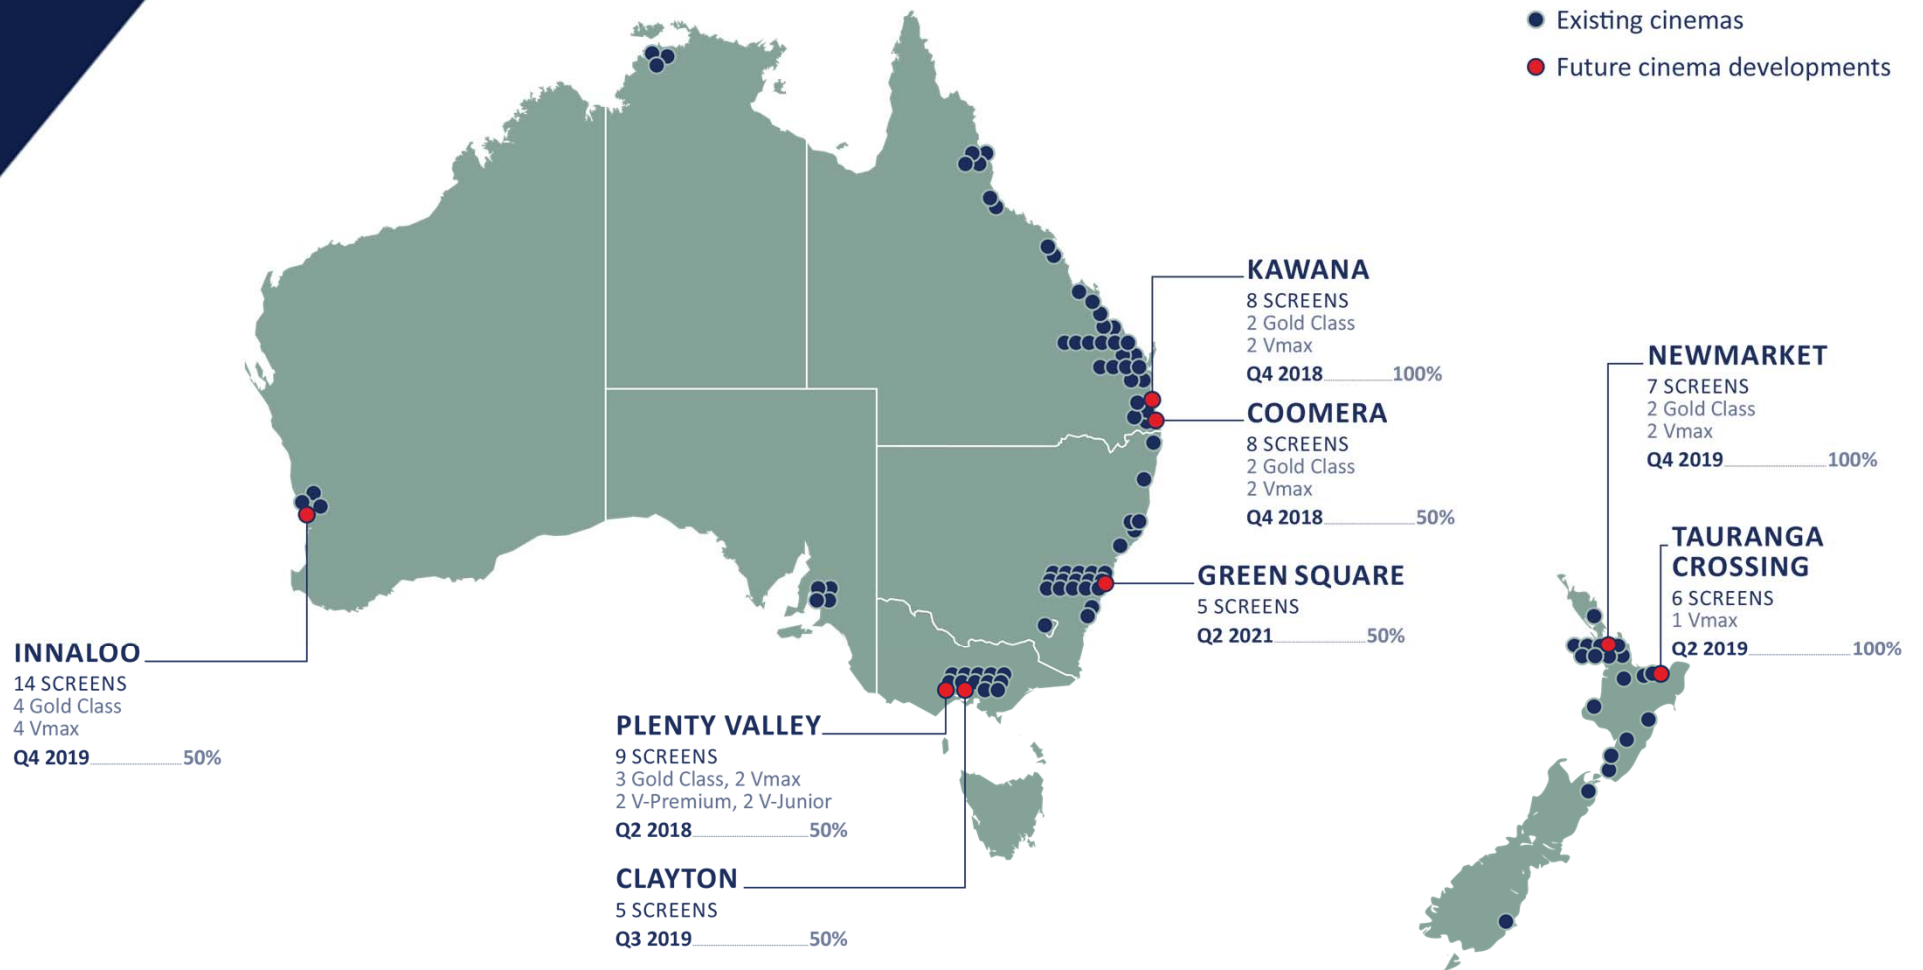 Existing cinemas
Future cinema developments
KAWANA
8 SCREENS
2 Gold Class
2 Vmax
Q4 2018 100%
COOMERA
8 SCREENS
2 Gold Class
2 Vmax
Q4 2018 50%
GREEN SQUARE
5 SCREENS
Q2 2021 50%
NEWMARKET
7 SCREENS
2 Gold Class
2 Vmax
Q4 2019 100%
TAURANGA
CROSSING
6 SCREENS
1 Vmax
Q2 2019 100%
INNALOO
14 SCREENS
4 Gold Class
4 Vmax
Q4 2019 50%
PLENTY VALLEY
9 SCREENS
3 Gold Class, 2 Vmax
2 V-Premium, 2 V-Junior
Q2 2018 50%
CLAYTON
5 SCREENS
Q3 2019 50%